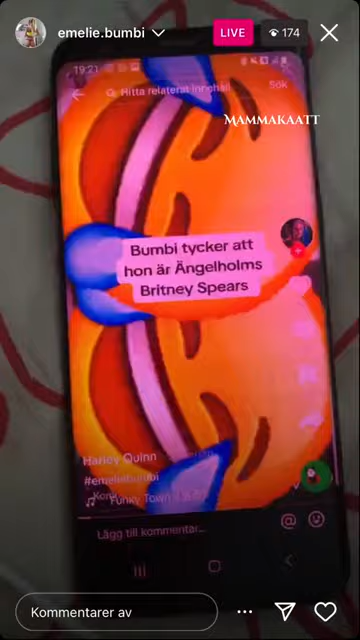 emelie.bumbi
LIVE
174
19:21
Hitta relaterat innehåll
Sök
MAMMAKAATT
Bumbi tycker att
hon är Ängelholms
Britney Spears
Harley Quinn
#emeliebumbi
Funky Town
Lägg till kommentar...
Kommentarer av